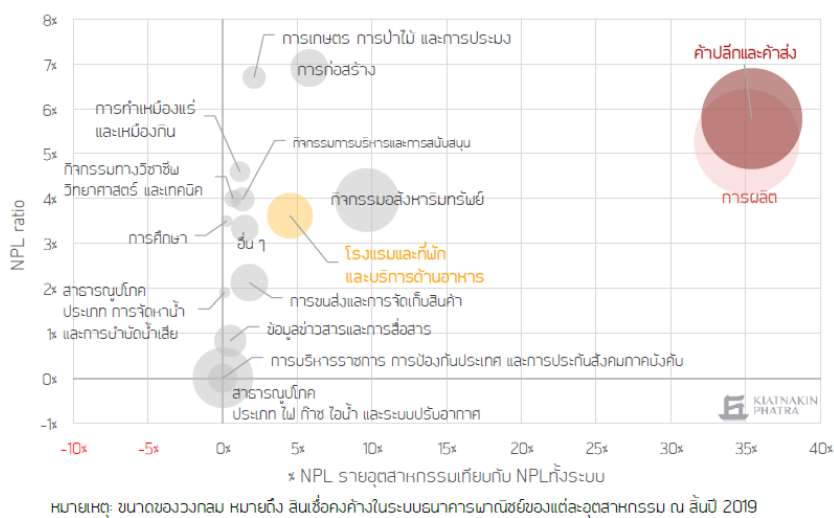 8%
7%
6%
5%
4%
3%
2%
1%
0%
-1%
NPL ratio
การเกษตร การป่าไม้ และการประมง
การก่อสร้าง
ค้าปลีกและค้าส่ง
การทำเหมืองแร่
และเหมืองหิน
กิจกรรมการบริหารและการสนับสนุน
กิจกรรมทางวิชาชีพ
วิทยาศาสตร์ และเทคนิค
กิจกรรมอสังหาริมทรัพย์
การผลิต
การศึกษา
อื่น ๆ
โรงแรมและที่พัก
และบริการด้านอาหาร
สาธารณูปโภค
ประเภท การจัดหาน้ำ
และการบำบัดน้ำเสีย
การขนส่งและการจัดเก็บสินค้า
ข้อมูลข่าวสารและการสื่อสาร
การบริหารราชการ การป้องกันประเทศ และการประกันสังคมภาคบังคับ
สาธารณูปโภค
ประเภท ไฟ ก๊าซ ไอน้ำ และระบบปรับอากาศ
KIATNAKIN
PHATRA
-10% -5% 0% 5% 10% 15% 20% 25% 30% 35% 40%
% NPL รายอุตสาหกรรมเทียบกับ NPLทั้งระบบ
หมายเหตุ: ขนาดของวงกลม หมายถึง สินเชื่อคงค้างในระบบธนาคารพาณิชย์ของแต่ละอุตสาหกรรม ณ สิ้นปี 2019